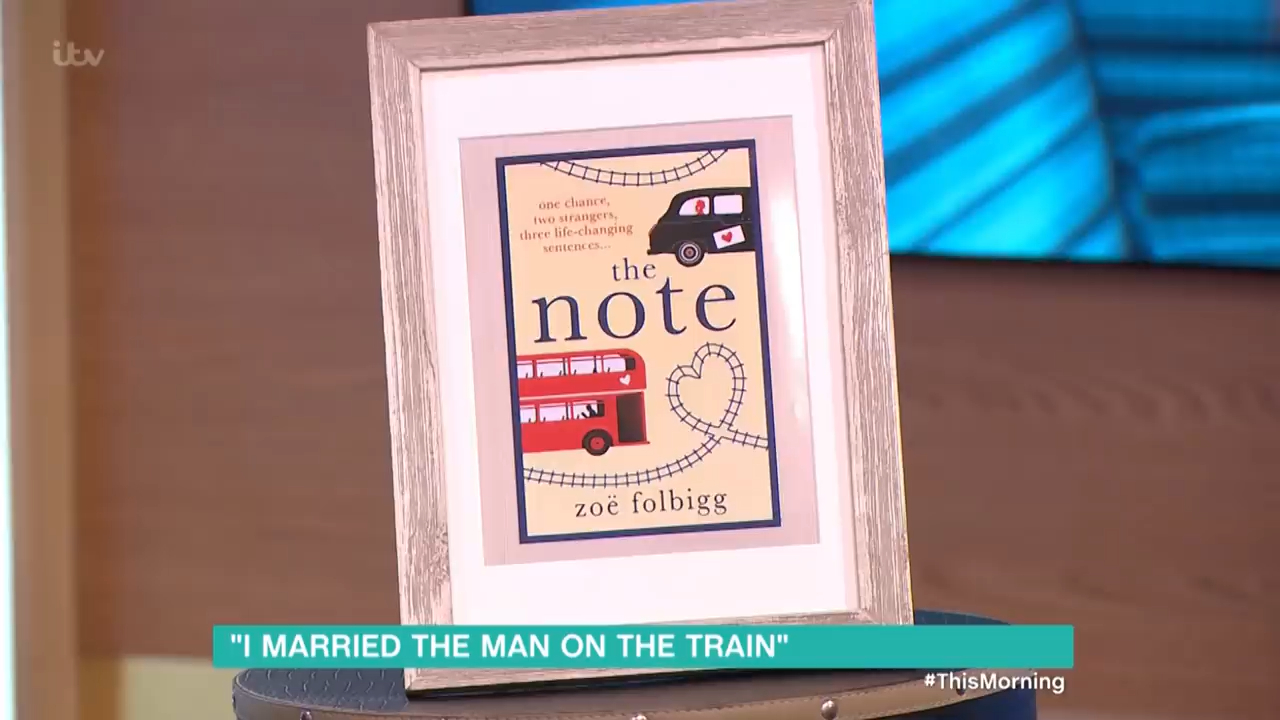 itv
one chance,
two strangers,
three life-changing
sentences...
the
note
zoë folbigg
"I MARRIED THE MAN ON THE TRAIN"
#ThisMorning